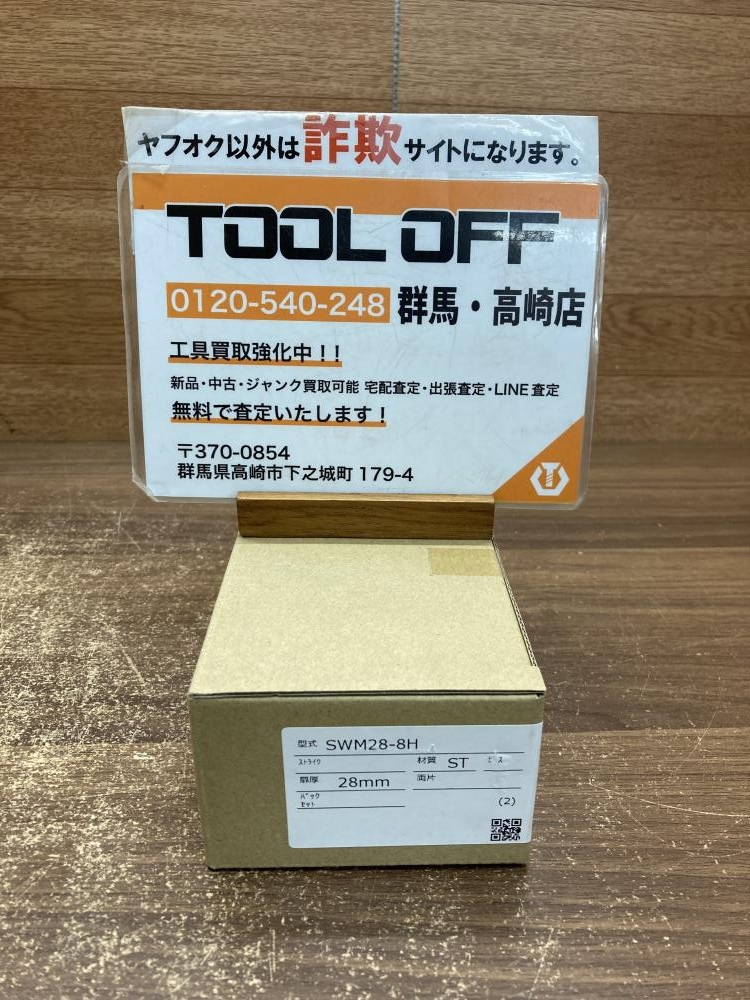 ヤフオク以外は詐欺サイトになります。
TOOL OFF
0120-540-248 群馬・高崎店
工具買取強化中！！
新品・中古・ジャンク買取可能 宅配査定・出張査定・LINE査定
無料で査定いたします！
〒370-0854
群馬県高崎市下之城町 179-4
型式 SWM28-8H
ストライク 材質 ST ビス
扉厚 28mm 両片
バックセット (2)